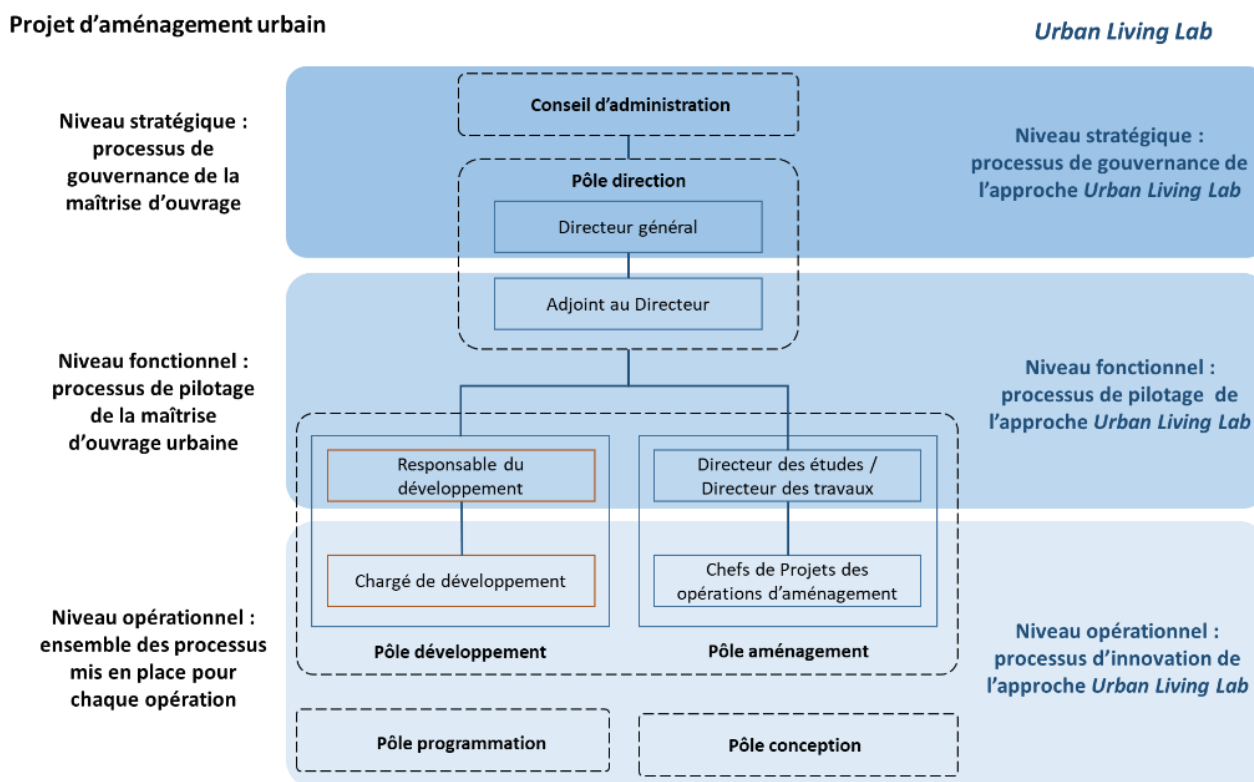 Projet d’aménagement urbain
Urban Living Lab
Niveau stratégique :
processus de
gouvernance de la
maîtrise d’ouvrage
Conseil d’administration
Pôle direction
Directeur général
Adjoint au Directeur
Niveau stratégique :
processus de gouvernance de
l’approche Urban Living Lab
Niveau fonctionnel :
processus de pilotage
de la maîtrise
d’ouvrage urbaine
Responsable du
développement
Directeur des études /
Directeur des travaux
Niveau fonctionnel :
processus de pilotage de
l’approche Urban Living Lab
Niveau opérationnel :
ensemble des processus
mis en place pour
chaque opération
Chargé de développement
Chefs de Projets des
opérations d’aménagement
Pôle développement
Pôle aménagement
Pôle programmation
Pôle conception
Niveau opérationnel :
processus d’innovation de
l’approche Urban Living Lab